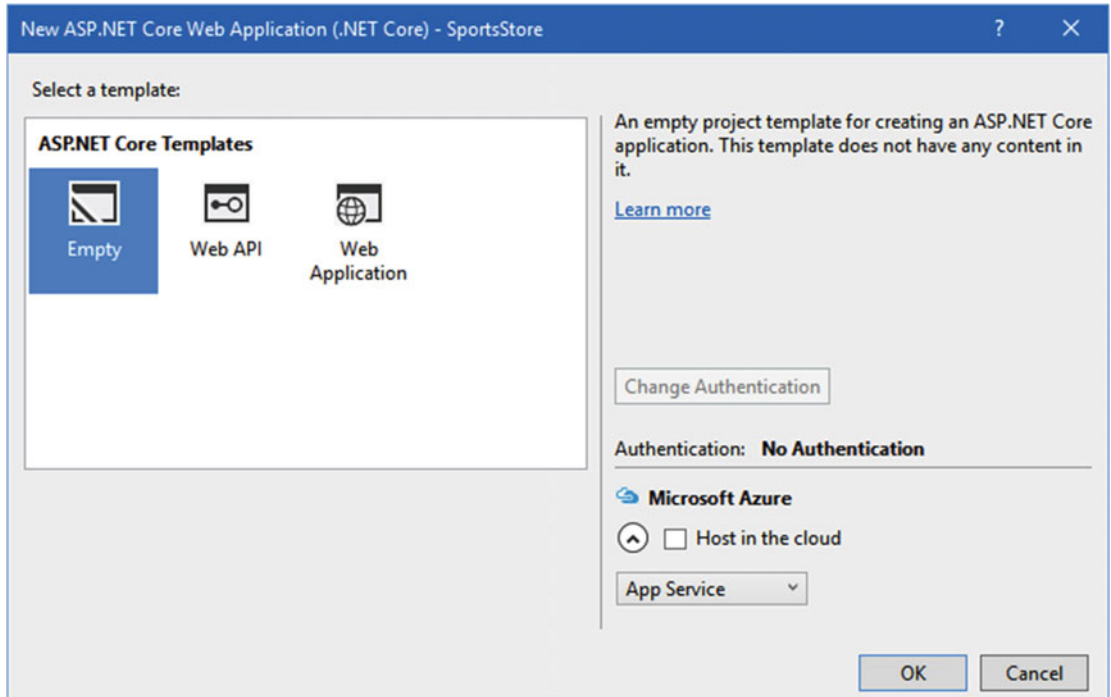 New ASP.NET Core Web Application (.NET Core) - SportsStore
? ×
Select a template:
ASP.NET Core Templates
Empty
Web API
Web
Application
An empty project template for creating an ASP.NET Core
application. This template does not have any content in
it.
Learn more
Change Authentication
Authentication: No Authentication
Microsoft Azure
Host in the cloud
App Service
OK
Cancel